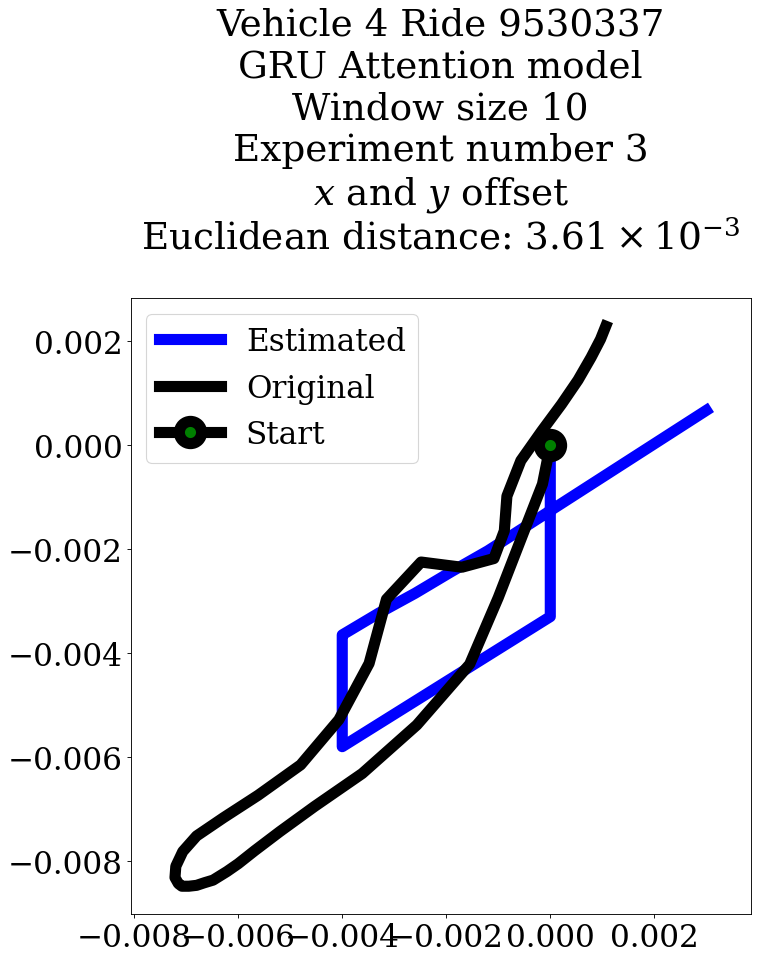 Vehicle 4 Ride 9530337
GRU Attention model
Window size 10
Experiment number 3
x and y offset
Euclidean distance: 3.61 × 10⁻³
Estimated
Original
Start
0.002
0.000
−0.002
−0.004
−0.006
−0.008
−0.008 −0.006 −0.004 −0.002 0.000 0.002